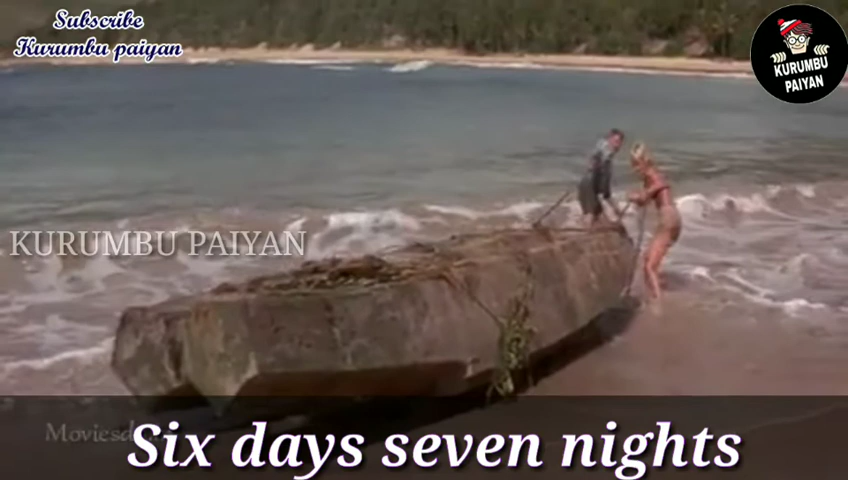 Subscribe
Kurumbu paiyan
KURUMBU
PAIYAN
KURUMBU PAIYAN
Six days seven nights